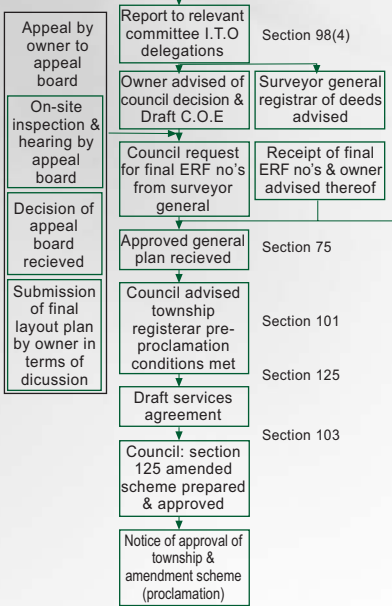 Appeal by
owner to
appeal
board
On-site
inspection &
hearing by
appeal
board
Decision of
appeal
board
recieved
Submission
of final
layout plan
by owner in
terms of
dicussion
Report to relevant
committee I.T.O
delegations
Section 98(4)
Owner advised of
council decision &
Draft C.O.E
Surveyor general
registrar of deeds
advised
Council request
for final ERF no's
from surveyor
general
Receipt of final
ERF no's & owner
advised thereof
Approved general
plan recieved
Section 75
Council advised
township
registerar pre-
proclamation
conditions met
Section 101
Section 125
Draft services
agreement
Section 103
Council: section
125 amended
scheme prepared
& approved
Notice of approval of
township &
amendment scheme
(proclamation)